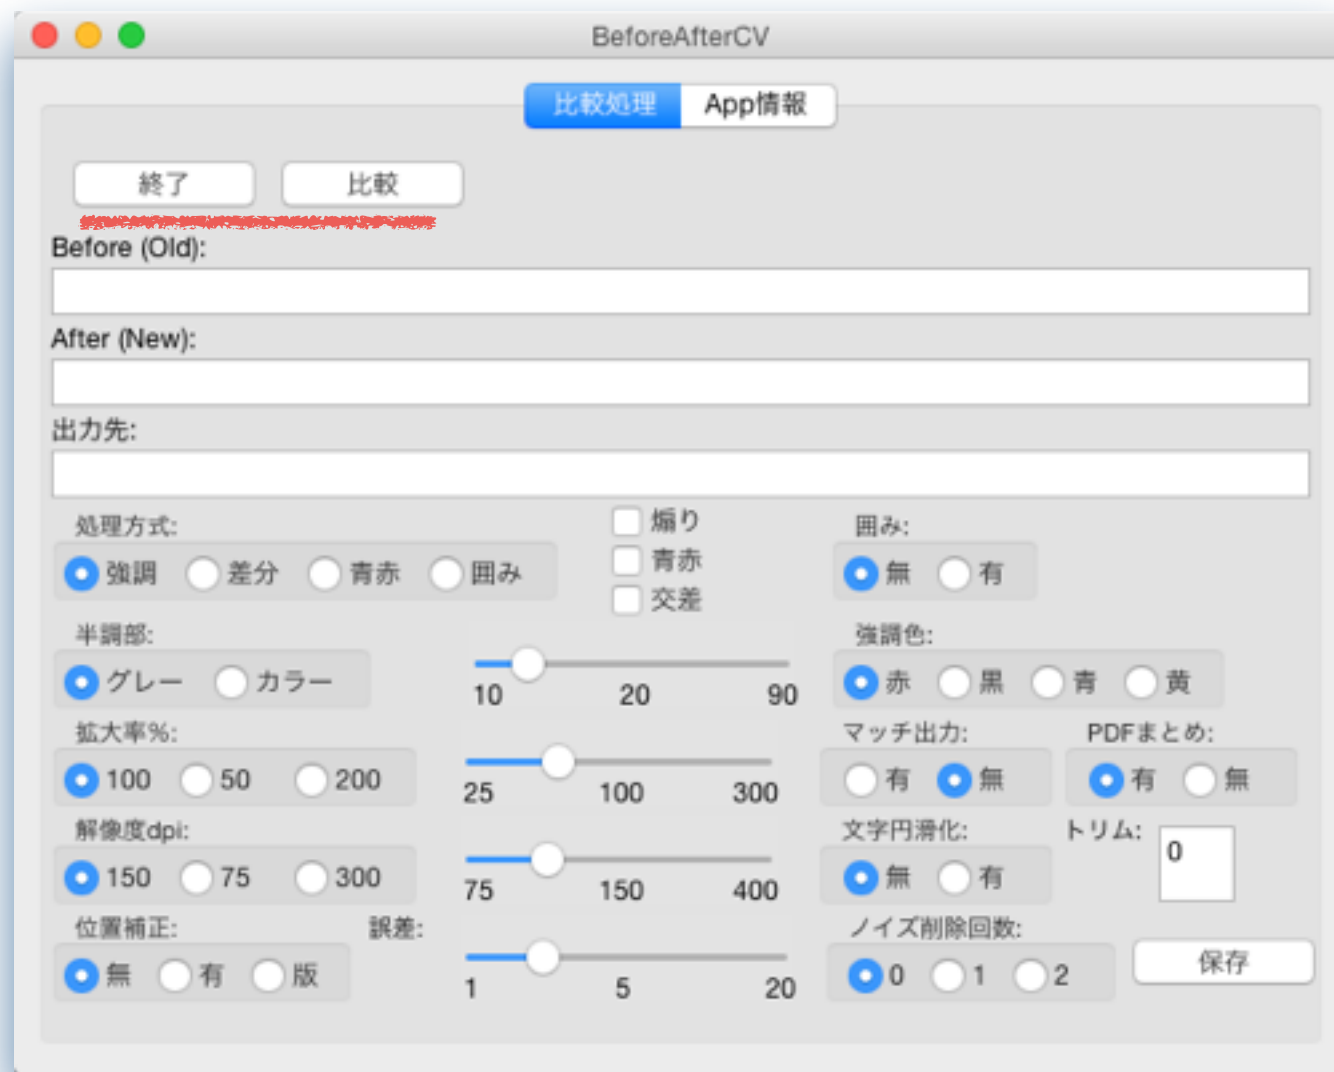 BeforeAfterCV
比較処理 App情報
終了 比較
Before (Old):
After (New):
出力先:
処理方式: 煽り 囲み:
強調 差分 青赤 囲み 青赤 無 有
交差
半調部: 強調色:
グレー カラー 10 20 90 赤 黒 青 黄
拡大率%: マッチ出力: PDFまとめ:
100 50 200 25 100 300 有 無 有 無
解像度dpi: 文字円滑化: トリム: 0
150 75 300 75 150 400 無 有
位置補正: 誤差: ノイズ削除回数:
無 有 版 1 5 20 0 1 2 保存